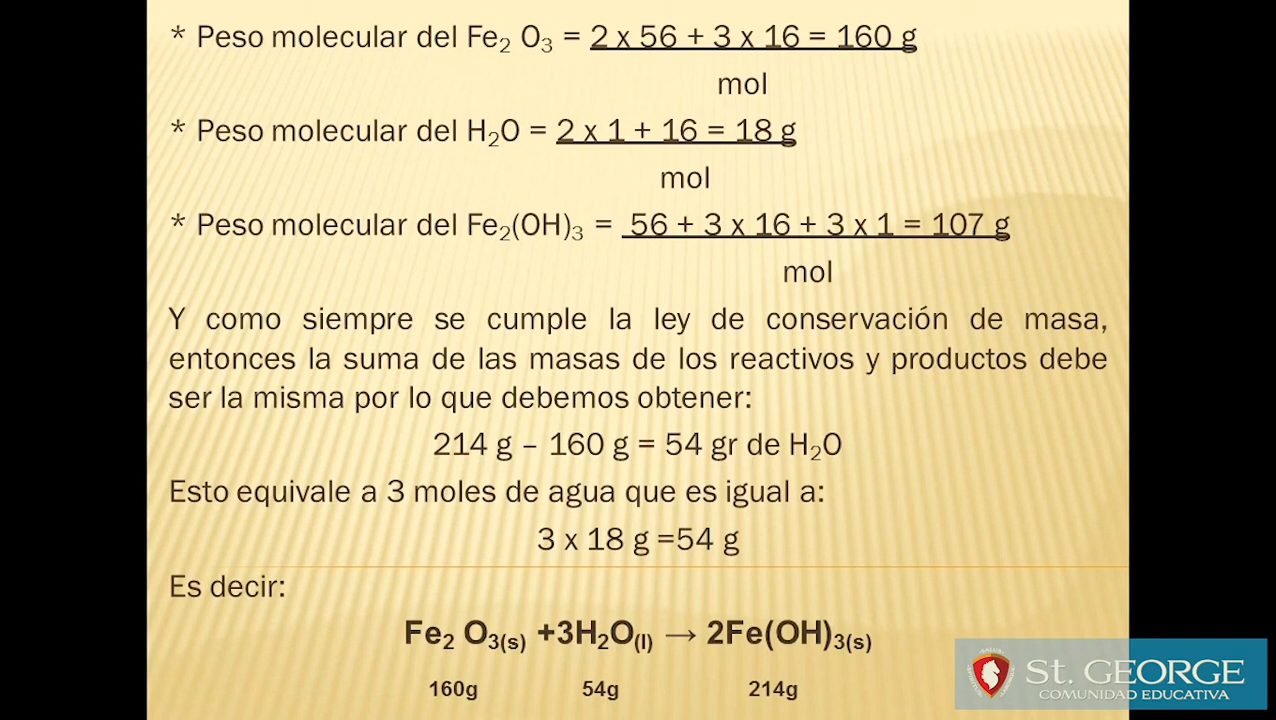 * Peso molecular del Fe₂ O₃ = 2 x 56 + 3 x 16 = 160 g
mol
* Peso molecular del H₂O = 2 x 1 + 16 = 18 g
mol
* Peso molecular del Fe₂(OH)₃ = 56 + 3 x 16 + 3 x 1 = 107 g
mol
Y como siempre se cumple la ley de conservación de masa,
entonces la suma de las masas de los reactivos y productos debe
ser la misma por lo que debemos obtener:
214 g – 160 g = 54 gr de H₂O
Esto equivale a 3 moles de agua que es igual a:
3 x 18 g =54 g
Es decir:
Fe₂ O₃(s) +3H₂O(l) → 2Fe(OH)₃(s)
160g 54g 214g
St. GEORGE
COMUNIDAD EDUCATIVA